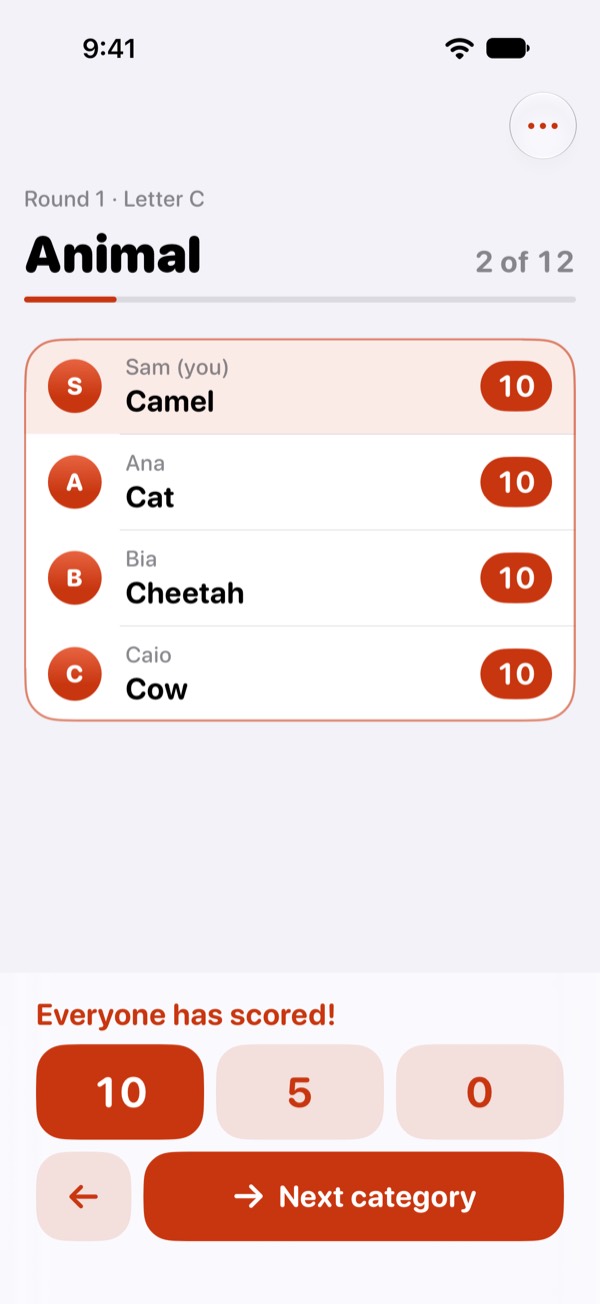 9:41
Round 1 · Letter C
Animal
2 of 12
S
Sam (you)
Camel
10
A
Ana
Cat
10
B
Bia
Cheetah
10
C
Caio
Cow
10
Everyone has scored!
10 5 0
Next category